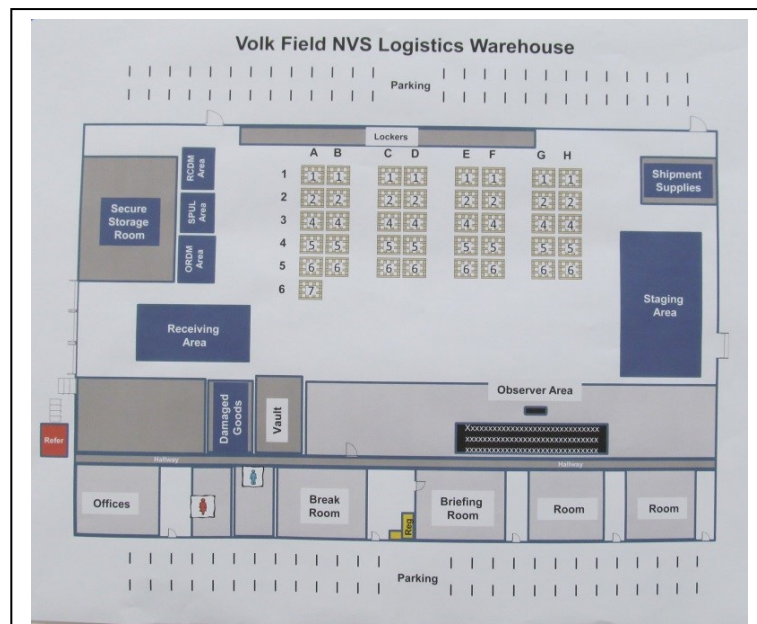 Volk Field NVS Logistics Warehouse
Parking
Lockers
A B C D E F G H
1 1 1 1 1 1 1 1 1
2 2 2 2 2 2 2 2 2
3 4 4 4 4 4 4 4 4
4 5 5 5 5 5 5 5 5
5 6 6 6 6 6 6 6 6
6 7
RCDM
Area
SPUL
Area
ORDM
Area
Secure
Storage
Room
Shipment
Supplies
Receiving
Area
Staging
Area
Damaged
Goods
Vault
Observer Area
Refer
Hallway
Hallway
Offices
Break
Room
Reg
Briefing
Room
Room
Room
Parking